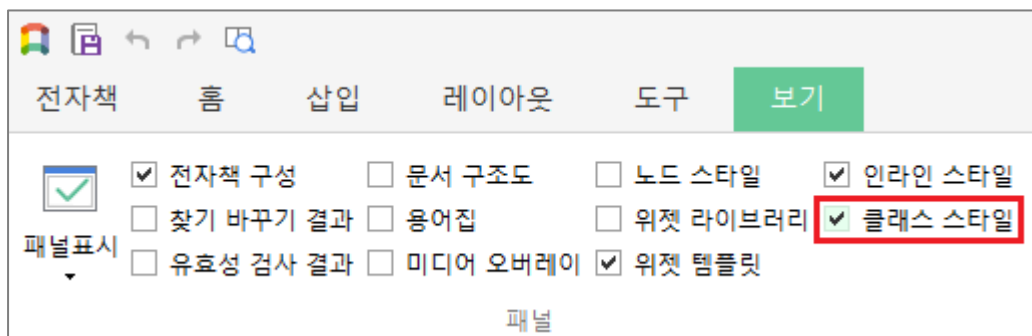 전자책 홈 삽입 레이아웃 도구 보기
전자책 구성 문서 구조도 노드 스타일 인라인 스타일
찾기 바꾸기 결과 용어집 위젯 라이브러리 클래스 스타일
패널표시
유효성 검사 결과 미디어 오버레이 위젯 템플릿
패널